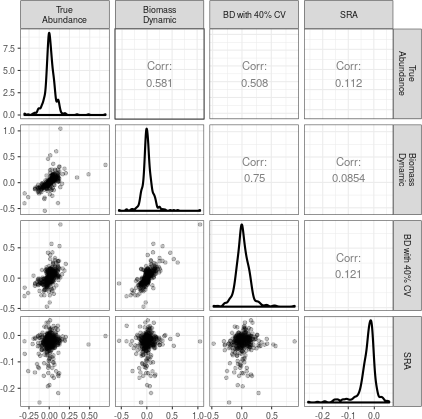 True
Abundance
Biomass
Dynamic
BD with 40% CV
SRA
7.5
5.0
2.5
0.0
Corr:
0.581
Corr:
0.508
Corr:
0.112
True
Abundance
1.0
0.5
0.0
-0.5
Corr:
0.75
Corr:
0.0854
Biomass
Dynamic
0.5
0.0
-0.5
Corr:
0.121
BD with 40% CV
0.0
-0.1
-0.2
SRA
-0.25 0.00 0.25 0.50
-0.5 0.0 0.5 1.0
-0.5 0.0 0.5
-0.2 -0.1 0.0